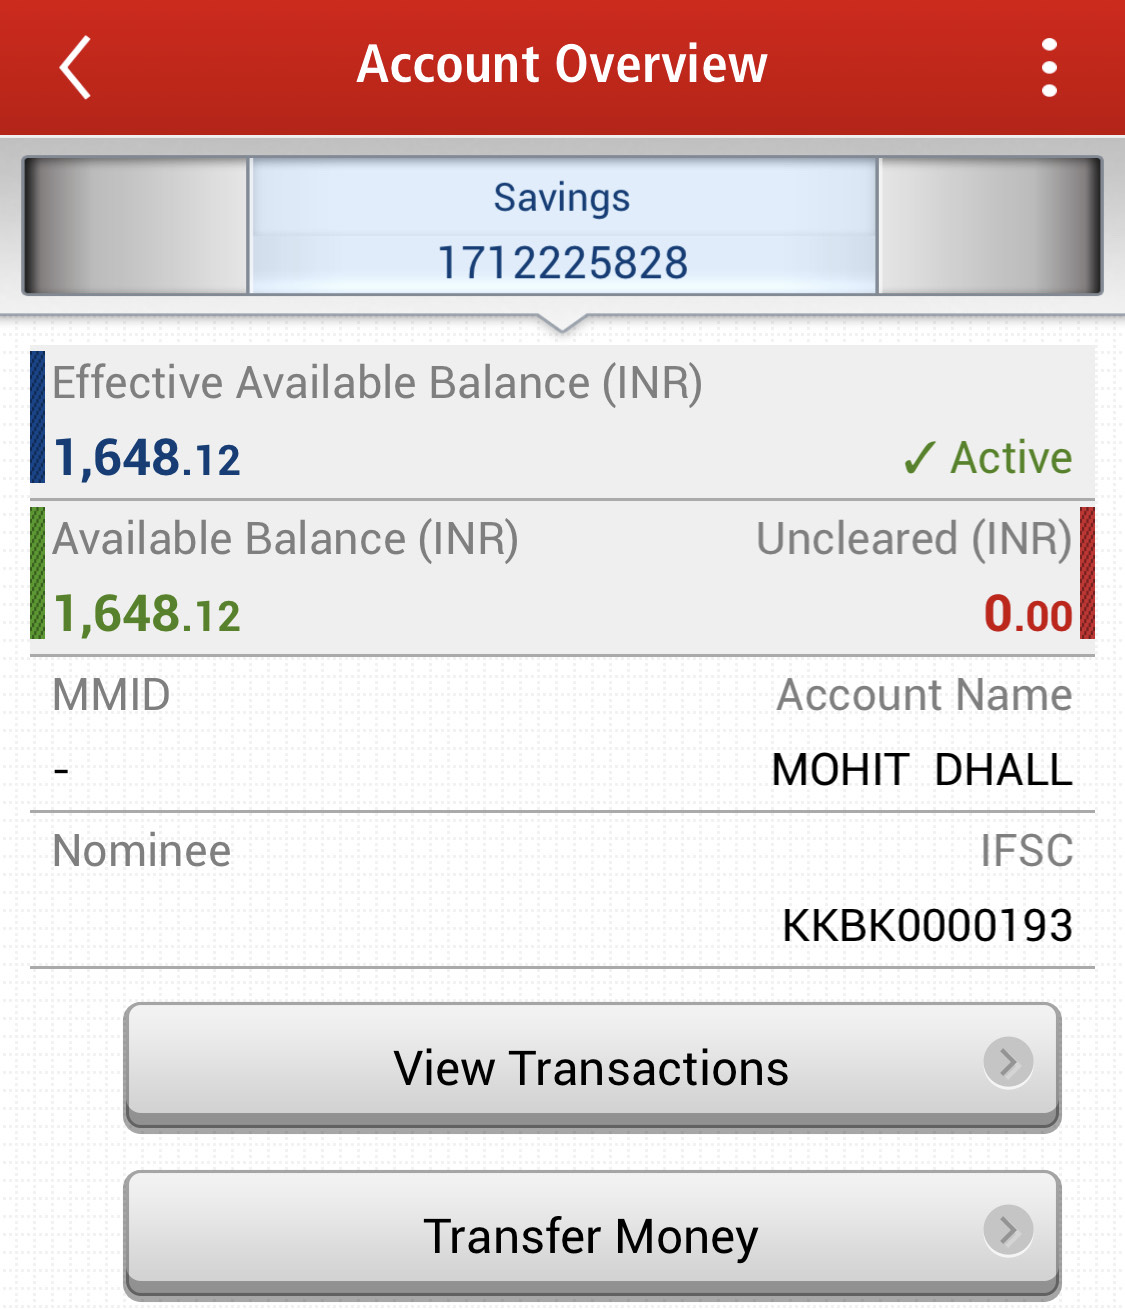 Account Overview
Savings
1712225828
Effective Available Balance (INR)
1,648.12 ✓ Active
Available Balance (INR) Uncleared (INR)
1,648.12 0.00
MMID Account Name
- MOHIT DHALL
Nominee IFSC
KKBK0000193
View Transactions
Transfer Money